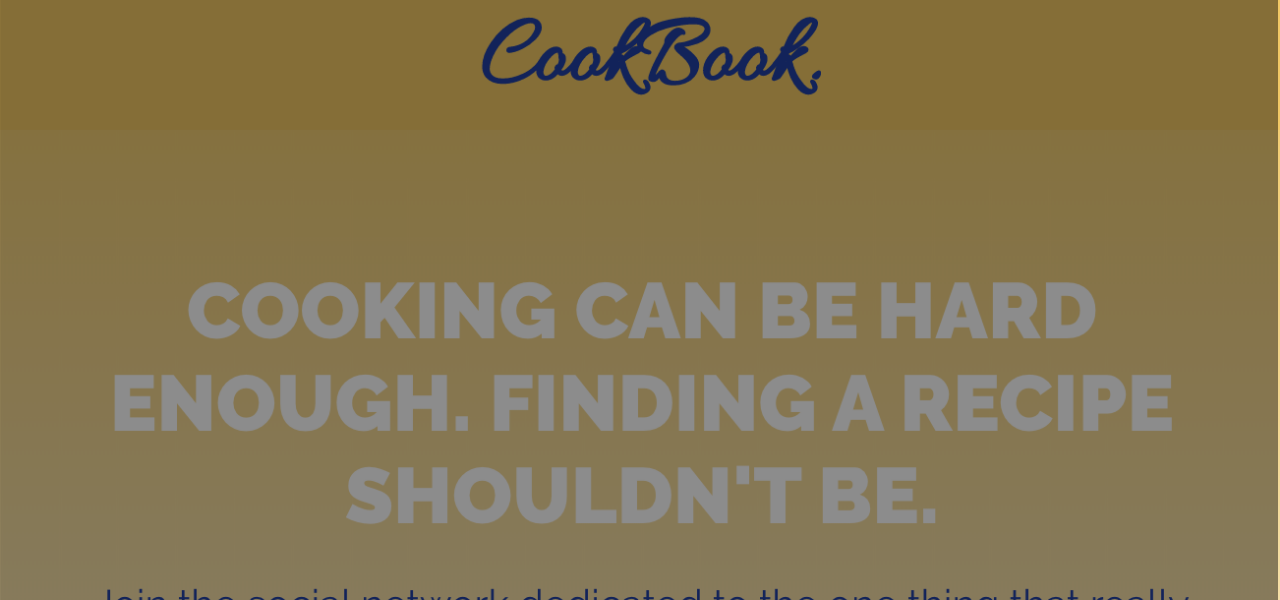 CookBook.
COOKING CAN BE HARD
ENOUGH. FINDING A RECIPE
SHOULDN'T BE.
Join the social network dedicated to the one thing that really